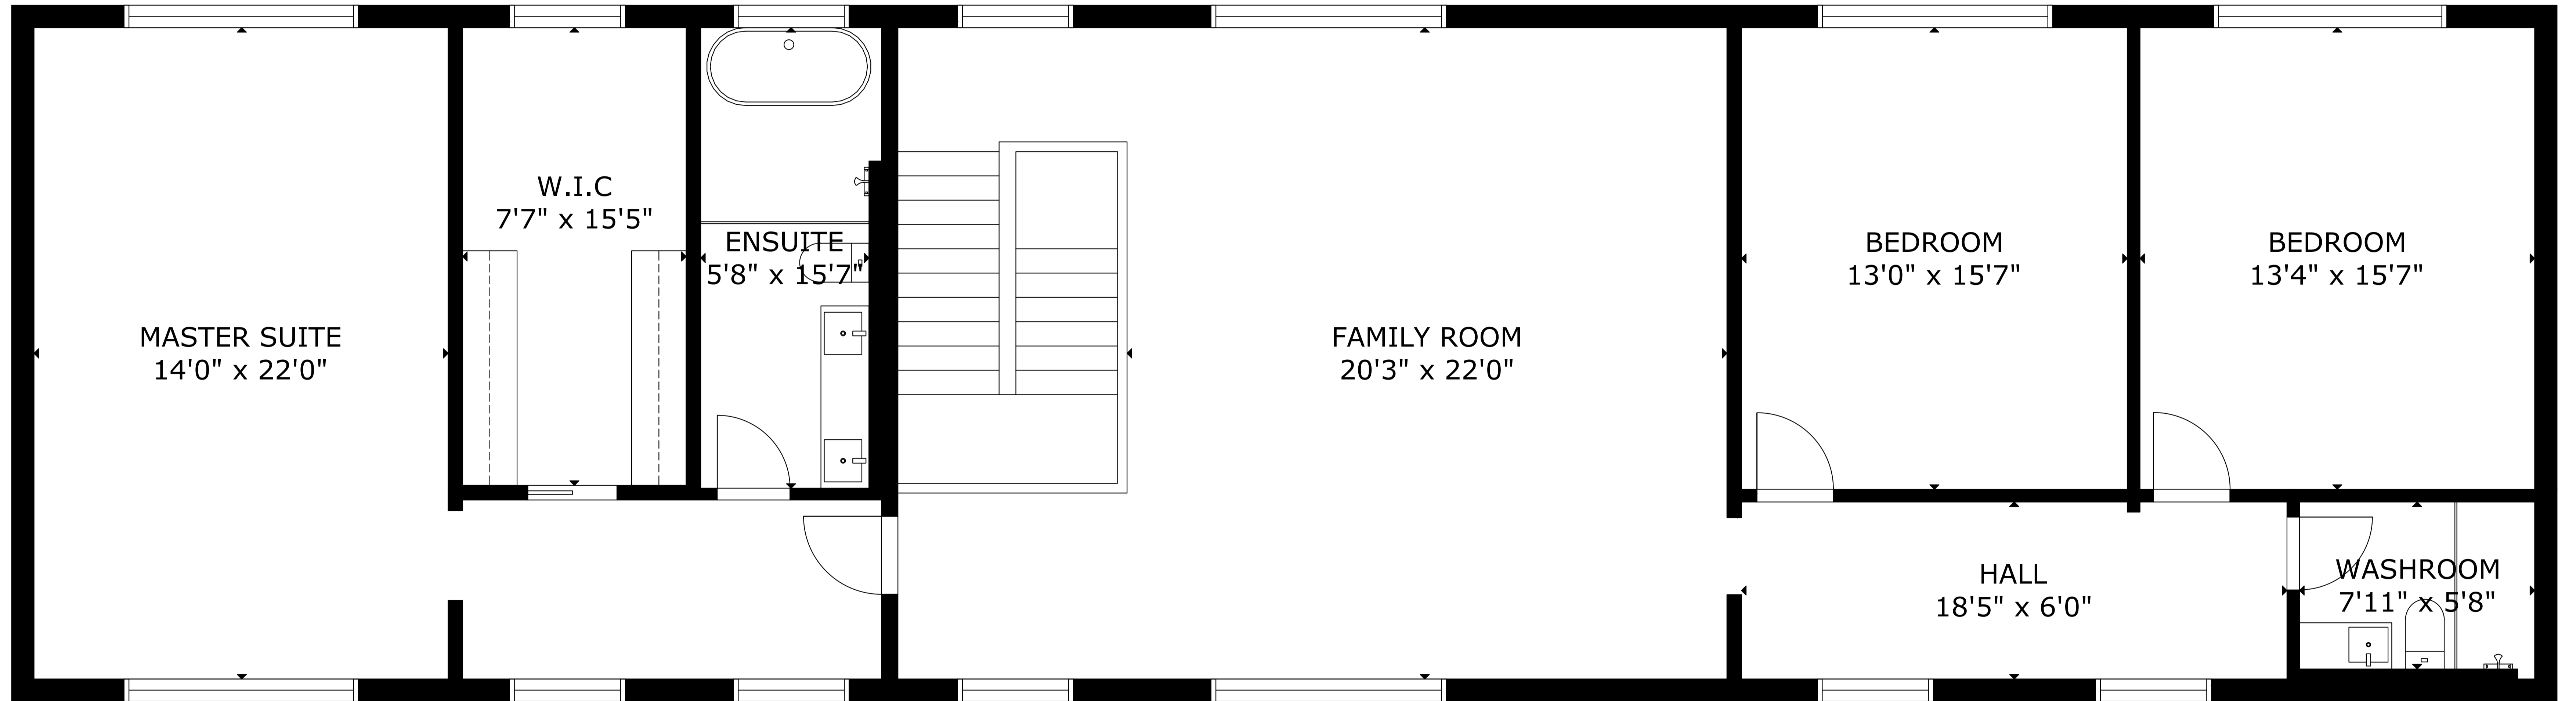 MASTER SUITE
14'0" x 22'0"
W.I.C
7'7" x 15'5"
ENSUITE
5'8" x 15'7"
FAMILY ROOM
20'3" x 22'0"
BEDROOM
13'0" x 15'7"
BEDROOM
13'4" x 15'7"
HALL
18'5" x 6'0"
WASHROOM
7'11" x 5'8"